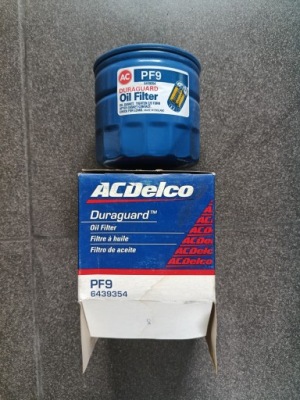 AC
PF9
DURAGUARD
Oil Filter
ACDelco
Duraguard™
Oil Filter
Filtre à huile
Filtro de aceite
PF9
6439354
ACDelco
ACDelco
ACDelco
ACDelco